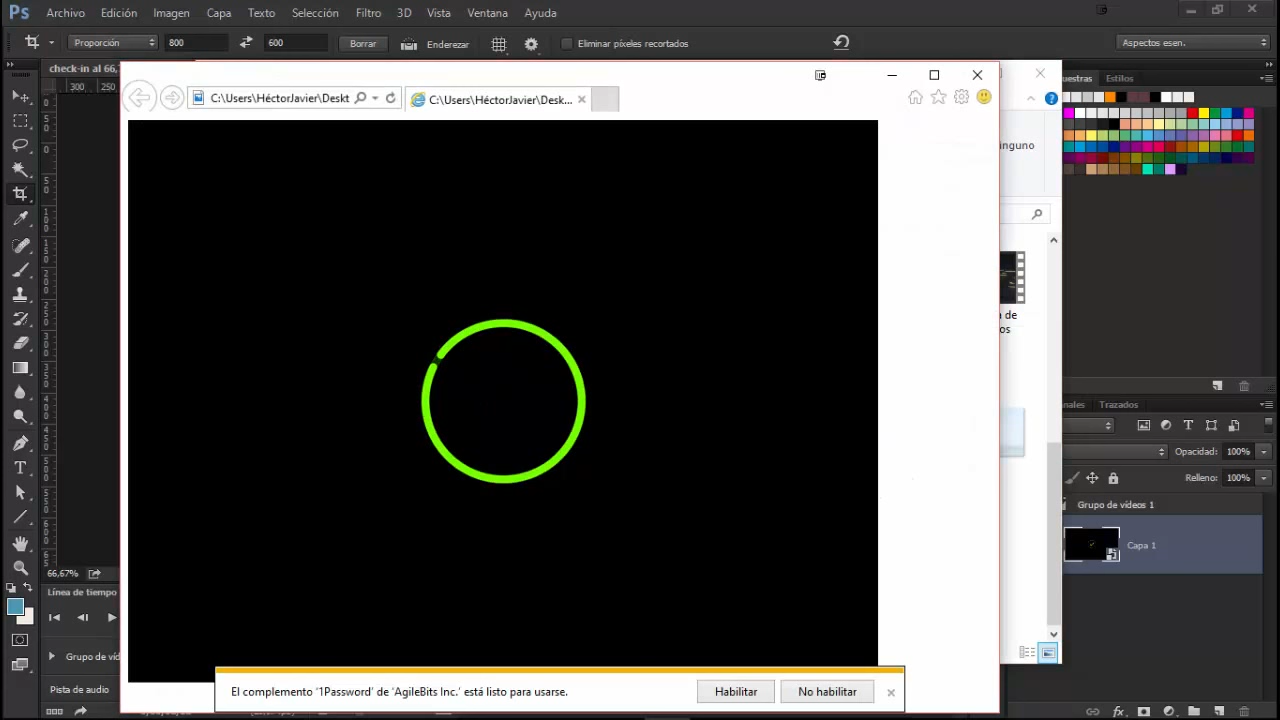 Ps Archivo Edición Imagen Capa Texto Selección Filtro 3D Vista Ventana Ayuda
Proporción 800 600 Borrar Enderezar Eliminar píxeles recortados Aspectos esen.
check-in al 66,
300 250
C:\Users\HéctorJavier\Deskt
C:\Users\HéctorJavier\Desk...
uestras Estilos
inguno
a de
os
nales Trazados
Opacidad: 100%
Relleno: 100%
Grupo de vídeos 1
Capa 1
66,67%
Línea de tiempo
Grupo de víd
Pista de audio
El complemento '1Password' de 'AgileBits Inc.' está listo para usarse.
Habilitar No habilitar